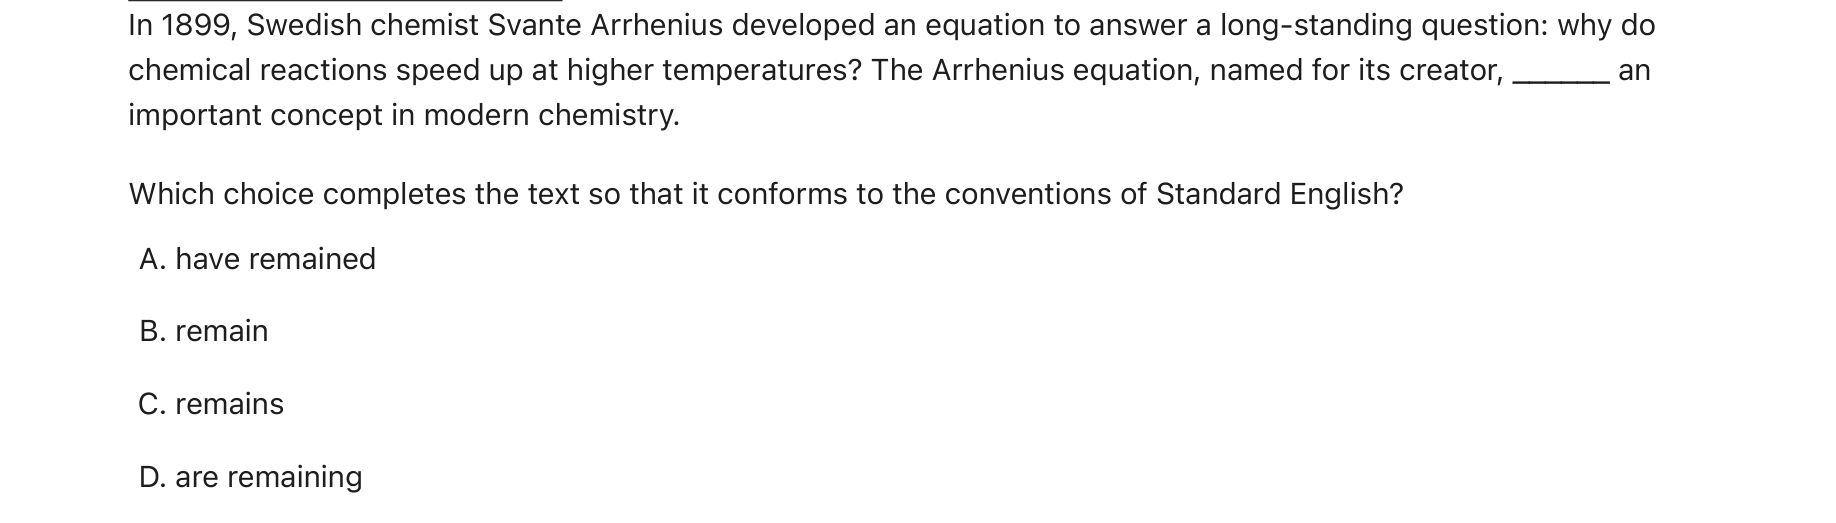 In 1899, Swedish chemist Svante Arrhenius developed an equation to answer a long-standing question: why do
chemical reactions speed up at higher temperatures? The Arrhenius equation, named for its creator, ______ an
important concept in modern chemistry.
Which choice completes the text so that it conforms to the conventions of Standard English?
A. have remained
B. remain
C. remains
D. are remaining